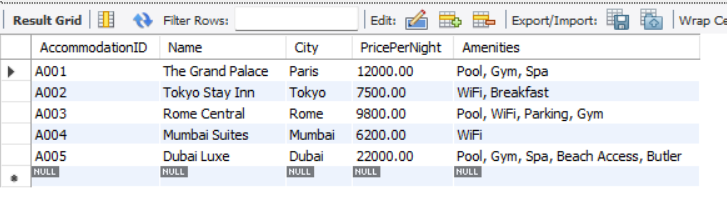 Result Grid Filter Rows: Edit: Export/Import: Wrap Ce
AccommodationID Name City PricePerNight Amenities
A001 The Grand Palace Paris 12000.00 Pool, Gym, Spa
A002 Tokyo Stay Inn Tokyo 7500.00 WiFi, Breakfast
A003 Rome Central Rome 9800.00 Pool, WiFi, Parking, Gym
A004 Mumbai Suites Mumbai 6200.00 WiFi
A005 Dubai Luxe Dubai 22000.00 Pool, Gym, Spa, Beach Access, Butler
NULL NULL NULL NULL NULL